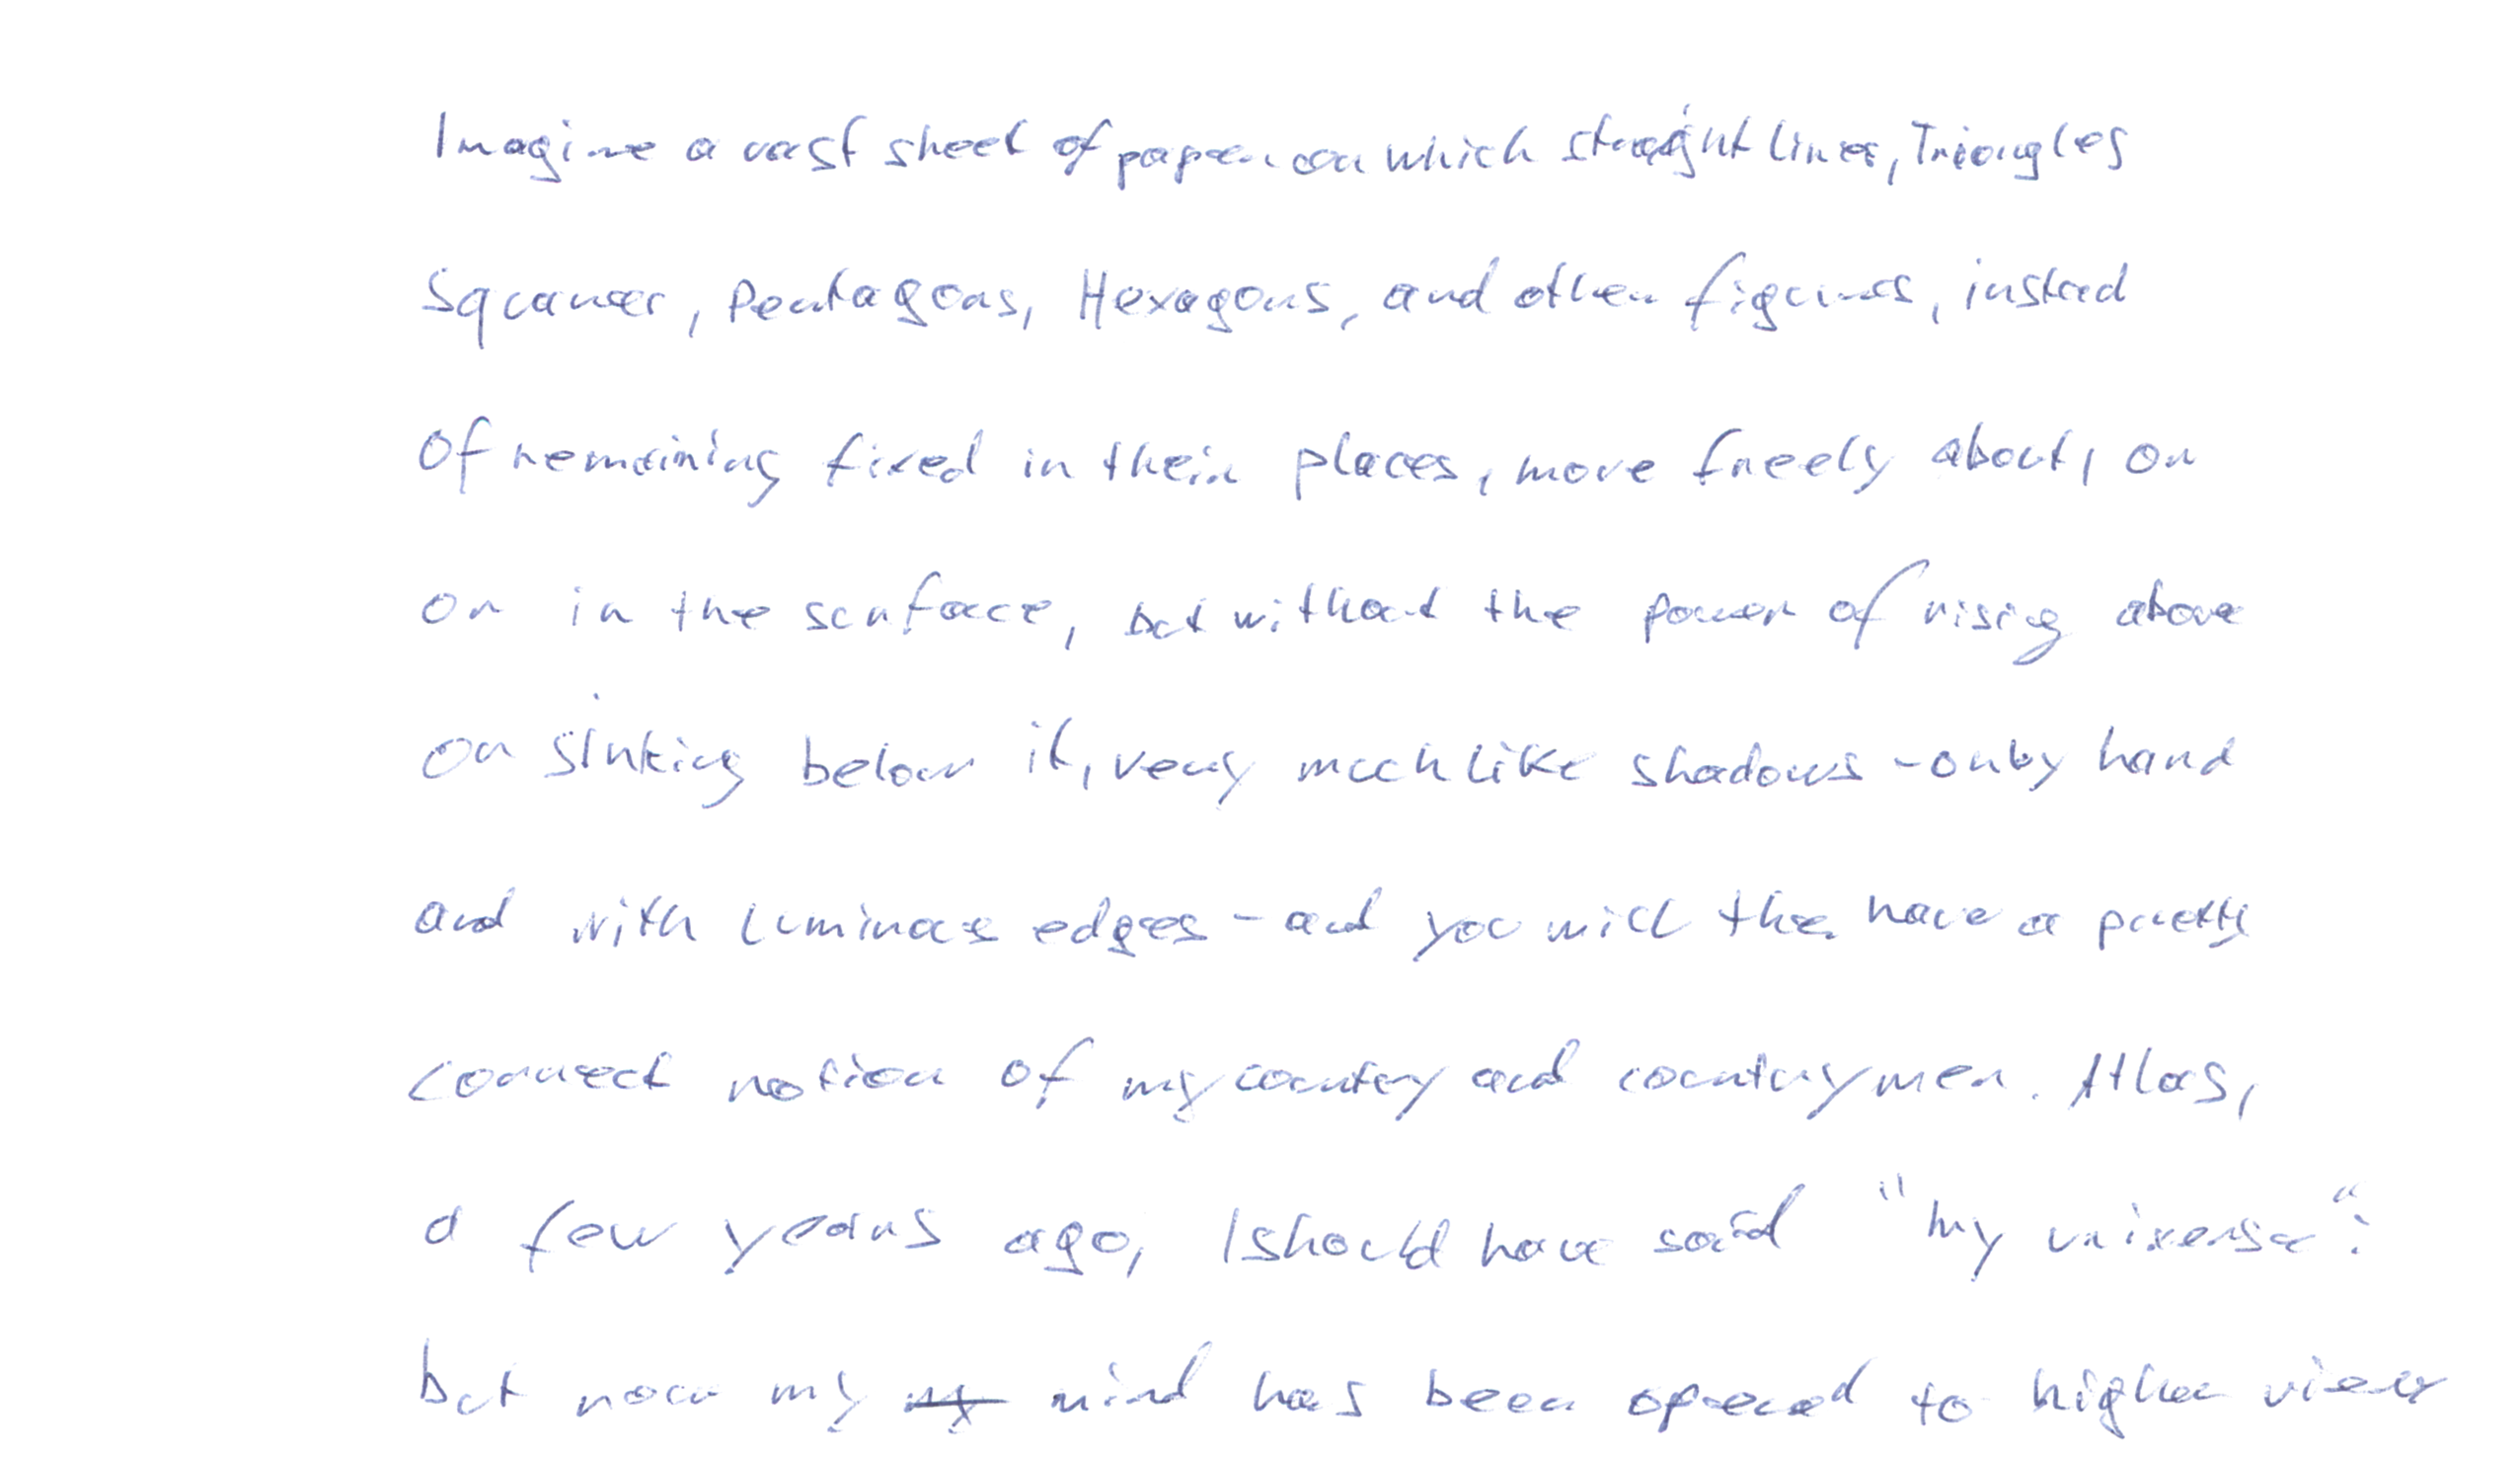 Imagine a vast sheet of paper on which straight lines, Triangles
Squares, Pentagons, Hexagons, and other figures, instead
Of remaining fixed in their places, move freely about, on
or in the surface, but without the power of rising above
or sinking below it, very much like shadows - only hard
and with luminous edges - and you will then have a pretty
correct notion of my country and countrymen. Atlas,
a few years ago, I should have said "my universe":
but now my ~~my~~ mind has been opened to higher views